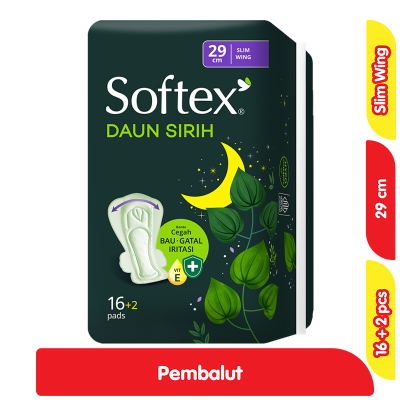 29
cm
SLIM
WING
Softex®
DAUN SIRIH
Bantu
Cegah
BAU • GATAL
IRITASI
VIT
E
16+2
pads
Slim Wing
29 cm
16+2 pcs
Pembalut